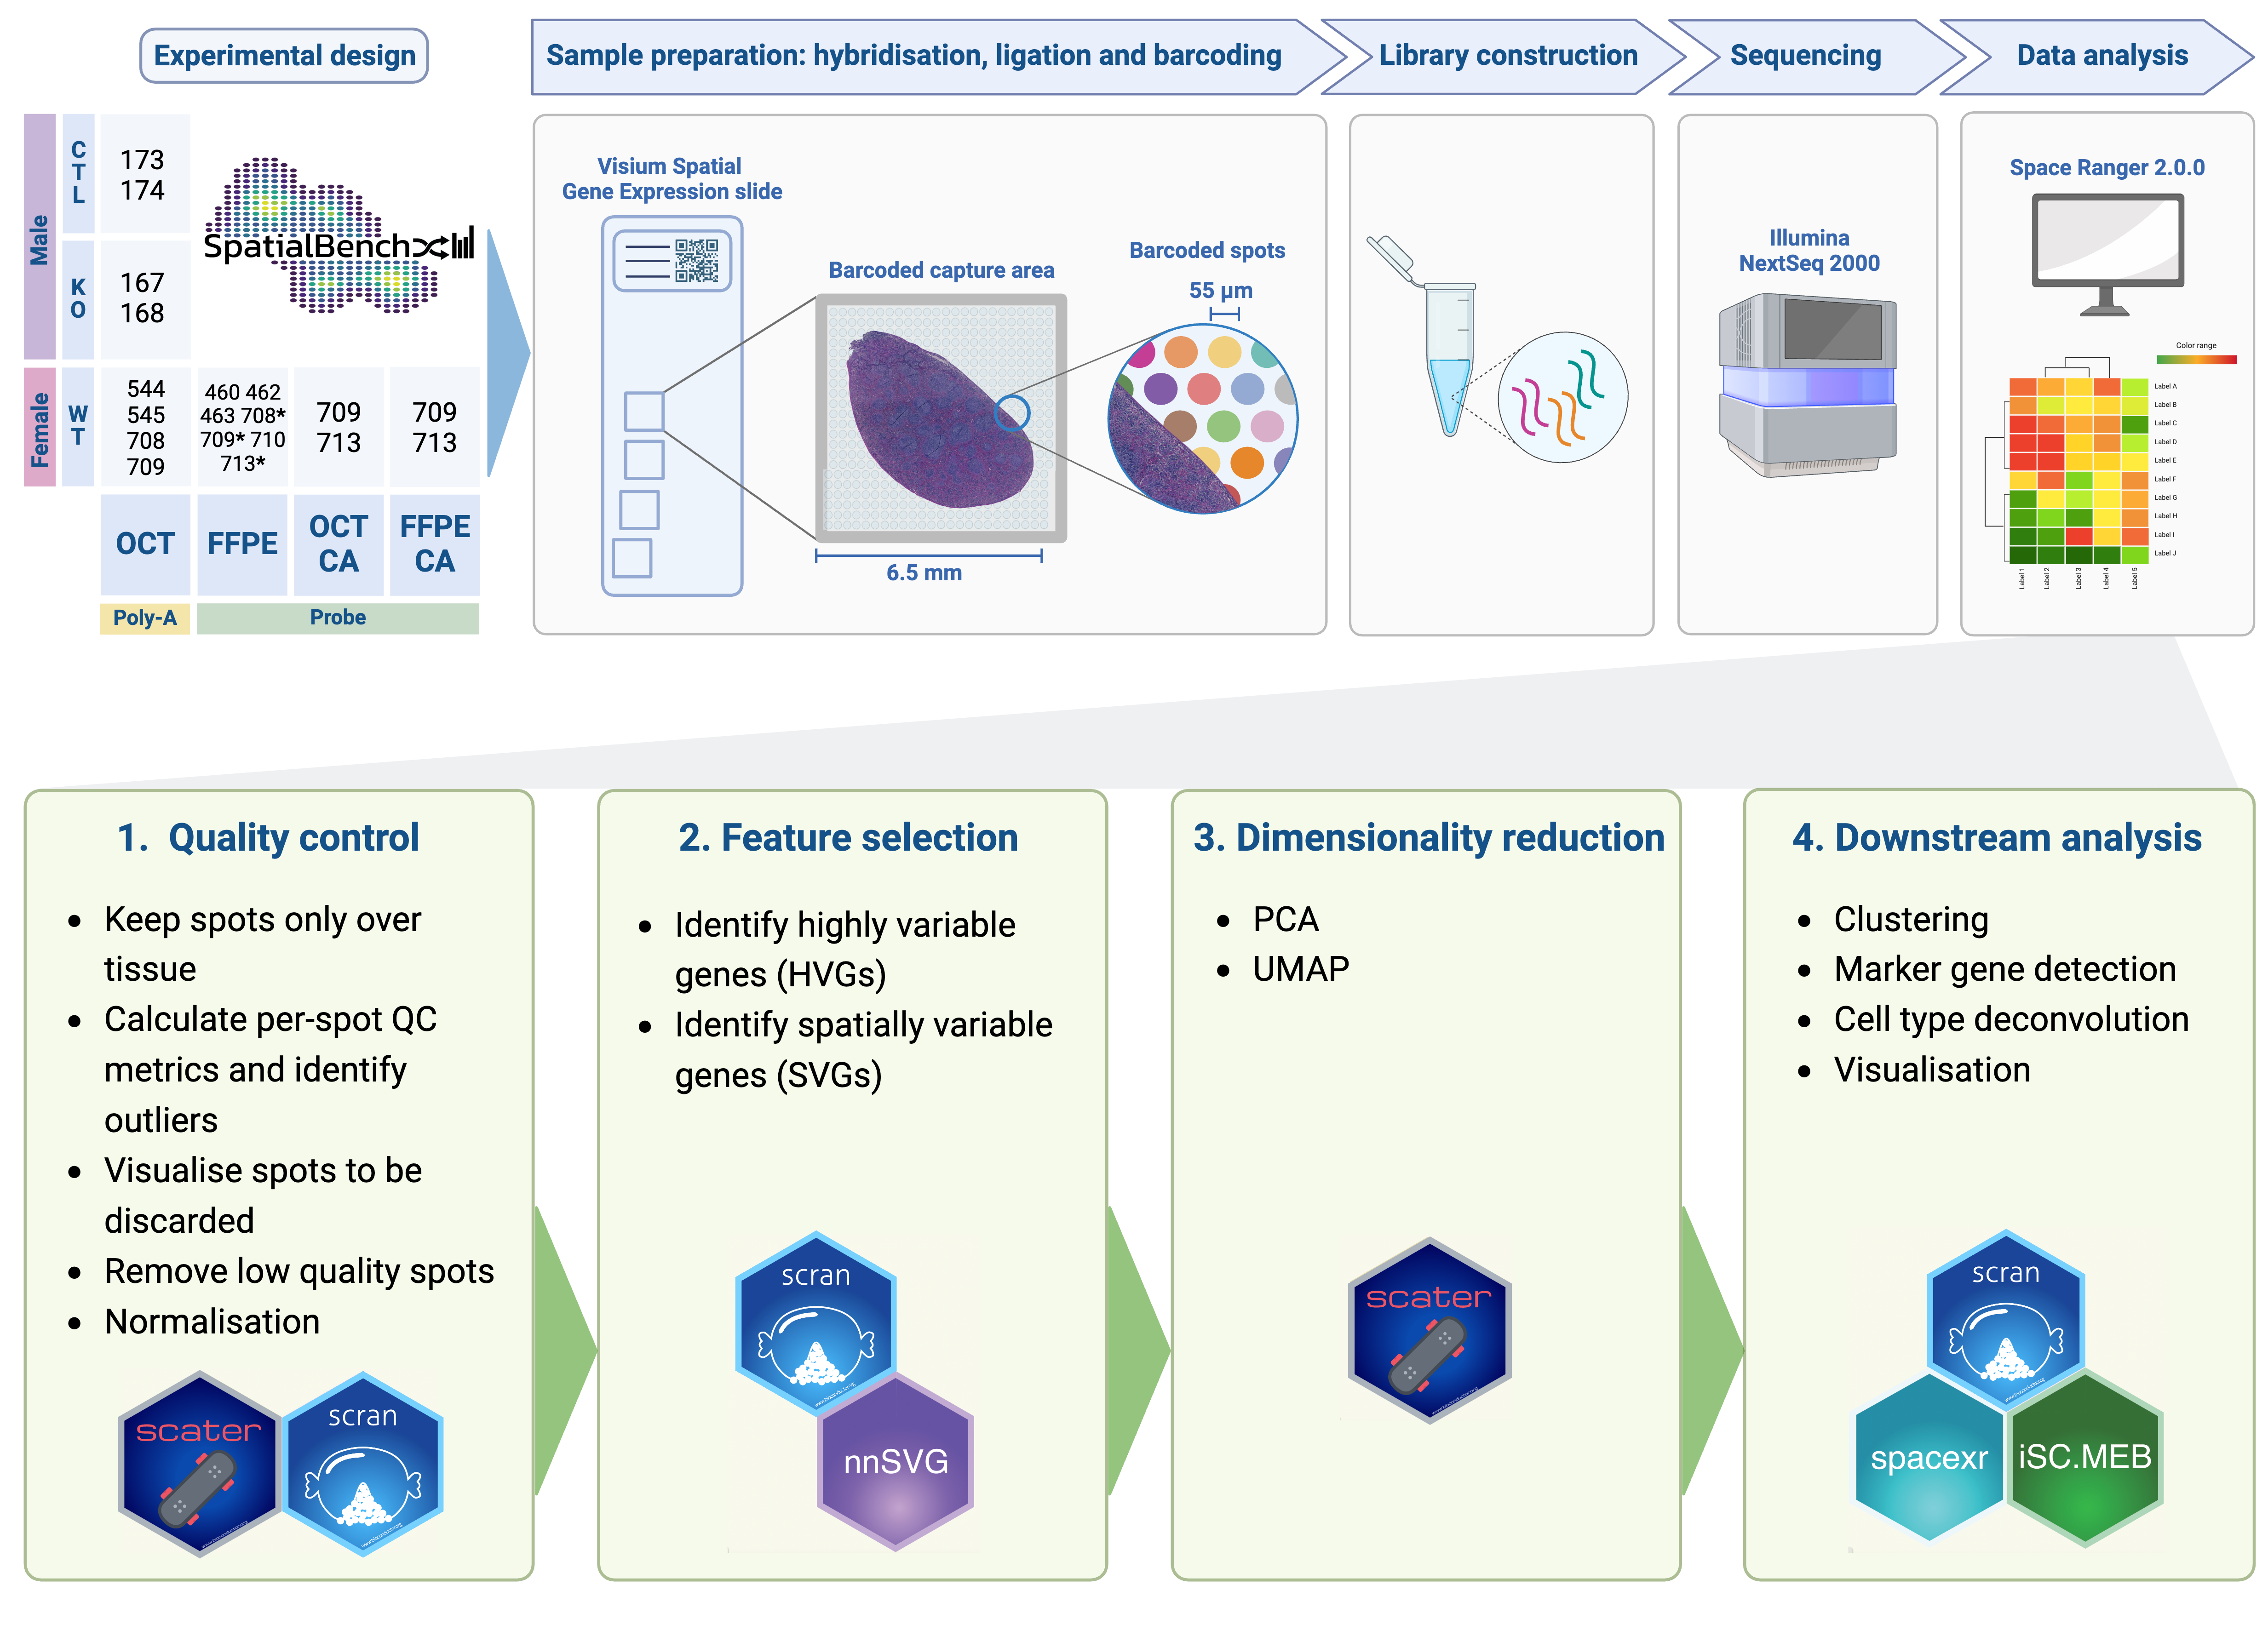 Experimental design
Sample preparation: hybridisation, ligation and barcoding
Library construction
Sequencing
Data analysis
Male
Female
CTL
KO
WT
173
174
167
168
544
545
708
709
460 462
463 708*
709* 710
713*
709
713
709
713
OCT
FFPE
OCT
CA
FFPE
CA
Poly-A
Probe
SpatialBench
Visium Spatial
Gene Expression slide
Barcoded capture area
6.5 mm
Barcoded spots
55 µm
Illumina
NextSeq 2000
Space Ranger 2.0.0
Color range
Label A
Label B
Label C
Label D
Label E
Label F
Label G
Label H
Label I
Label J
Label 1
Label 2
Label 3
Label 4
Label 5
1. Quality control
• Keep spots only over
tissue
• Calculate per-spot QC
metrics and identify
outliers
• Visualise spots to be
discarded
• Remove low quality spots
• Normalisation
scater
scran
2. Feature selection
• Identify highly variable
genes (HVGs)
• Identify spatially variable
genes (SVGs)
scran
nnSVG
3. Dimensionality reduction
• PCA
• UMAP
scater
4. Downstream analysis
• Clustering
• Marker gene detection
• Cell type deconvolution
• Visualisation
scran
spacexr
iSC.MEB